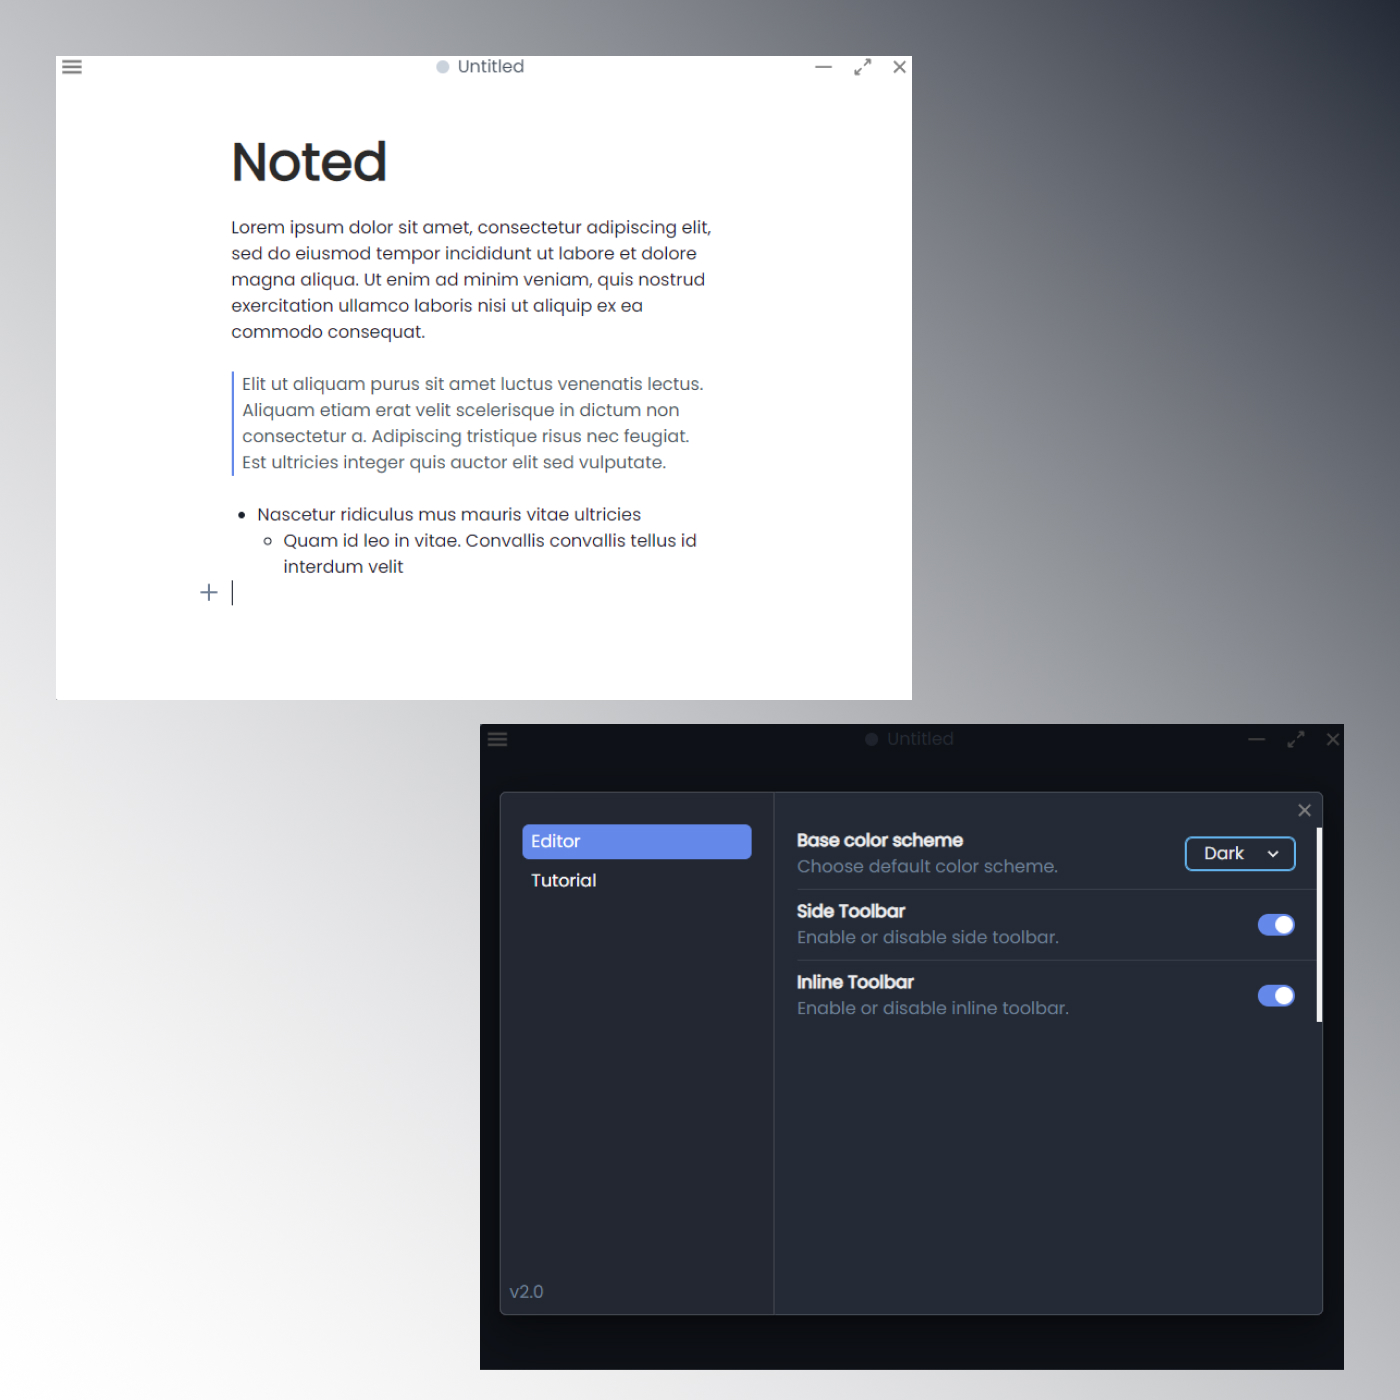 Untitled
Noted
Lorem ipsum dolor sit amet, consectetur adipiscing elit,
sed do eiusmod tempor incididunt ut labore et dolore
magna aliqua. Ut enim ad minim veniam, quis nostrud
exercitation ullamco laboris nisi ut aliquip ex ea
commodo consequat.
Elit ut aliquam purus sit amet luctus venenatis lectus.
Aliquam etiam erat velit scelerisque in dictum non
consectetur a. Adipiscing tristique risus nec feugiat.
Est ultricies integer quis auctor elit sed vulputate.
Nascetur ridiculus mus mauris vitae ultricies
Quam id leo in vitae. Convallis convallis tellus id
interdum velit
Untitled
Editor
Tutorial
v2.0
Base color scheme
Choose default color scheme.
Dark
Side Toolbar
Enable or disable side toolbar.
Inline Toolbar
Enable or disable inline toolbar.